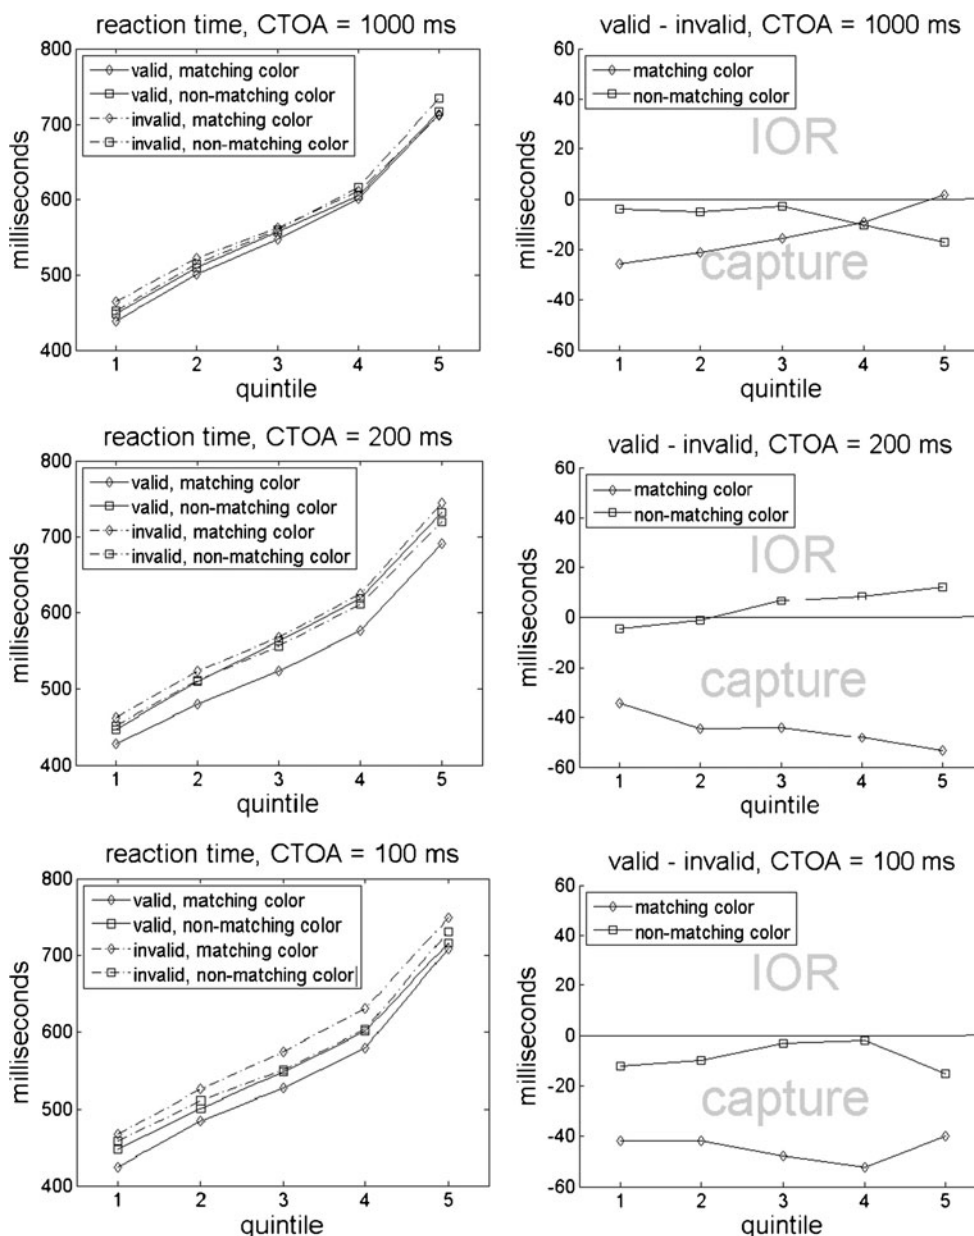 reaction time, CTOA = 1000 ms
800
700
600
500
400
milliseconds
valid, matching color
valid, non-matching color
invalid, matching color
invalid, non-matching color
1 2 3 4 5
quintile
valid - invalid, CTOA = 1000 ms
60
40
20
0
-20
-40
-60
milliseconds
matching color
non-matching color
IOR
capture
1 2 3 4 5
quintile
reaction time, CTOA = 200 ms
800
700
600
500
400
milliseconds
valid, matching color
valid, non-matching color
invalid, matching color
invalid, non-matching color
1 2 3 4 5
quintile
valid - invalid, CTOA = 200 ms
60
40
20
0
-20
-40
-60
milliseconds
matching color
non-matching color
IOR
capture
1 2 3 4 5
quintile
reaction time, CTOA = 100 ms
800
700
600
500
400
milliseconds
valid, matching color
valid, non-matching color
invalid, matching color
invalid, non-matching color
1 2 3 4 5
quintile
valid - invalid, CTOA = 100 ms
60
40
20
0
-20
-40
-60
milliseconds
matching color
non-matching color
IOR
capture
1 2 3 4 5
quintile